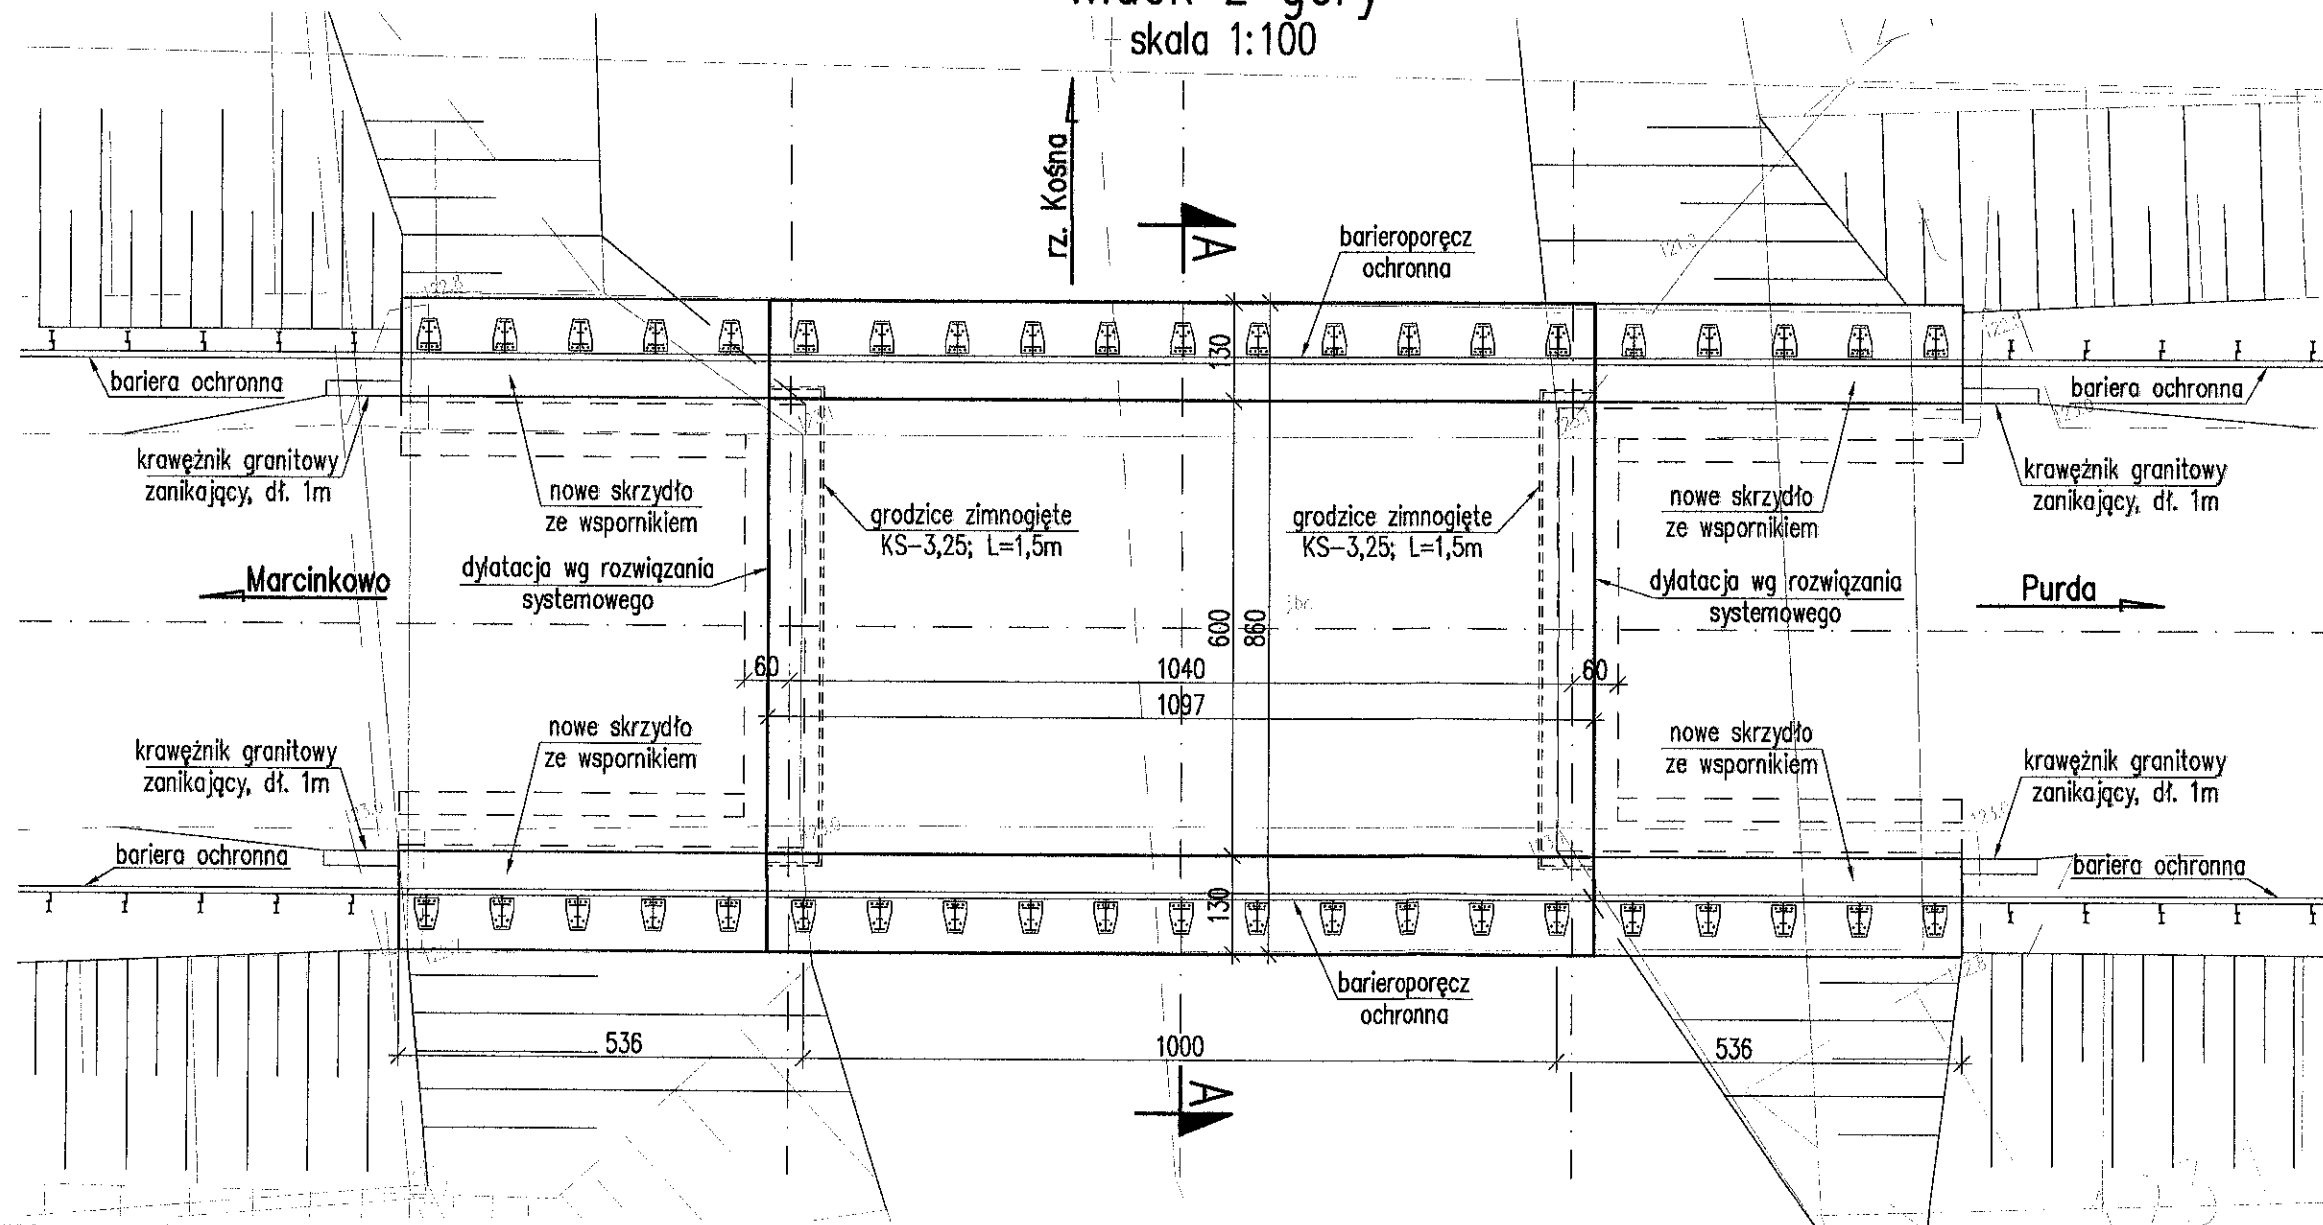 skala 1:100
rz. Kośna
A
barieroporęcz
ochronna
130
bariera ochronna
bariera ochronna
krawężnik granitowy
zanikający, dł. 1m
nowe skrzydło
ze wspornikiem
grodzice zimnogięte
KS-3,25; L=1,5m
grodzice zimnogięte
KS-3,25; L=1,5m
nowe skrzydło
ze wspornikiem
krawężnik granitowy
zanikający, dł. 1m
Marcinkowo
dylatacja wg rozwiązania
systemowego
dylatacja wg rozwiązania
systemowego
Purda
600
860
60
1040
60
1097
krawężnik granitowy
zanikający, dł. 1m
nowe skrzydło
ze wspornikiem
nowe skrzydło
ze wspornikiem
krawężnik granitowy
zanikający, dł. 1m
bariera ochronna
bariera ochronna
130
barieroporęcz
ochronna
536
1000
536
A